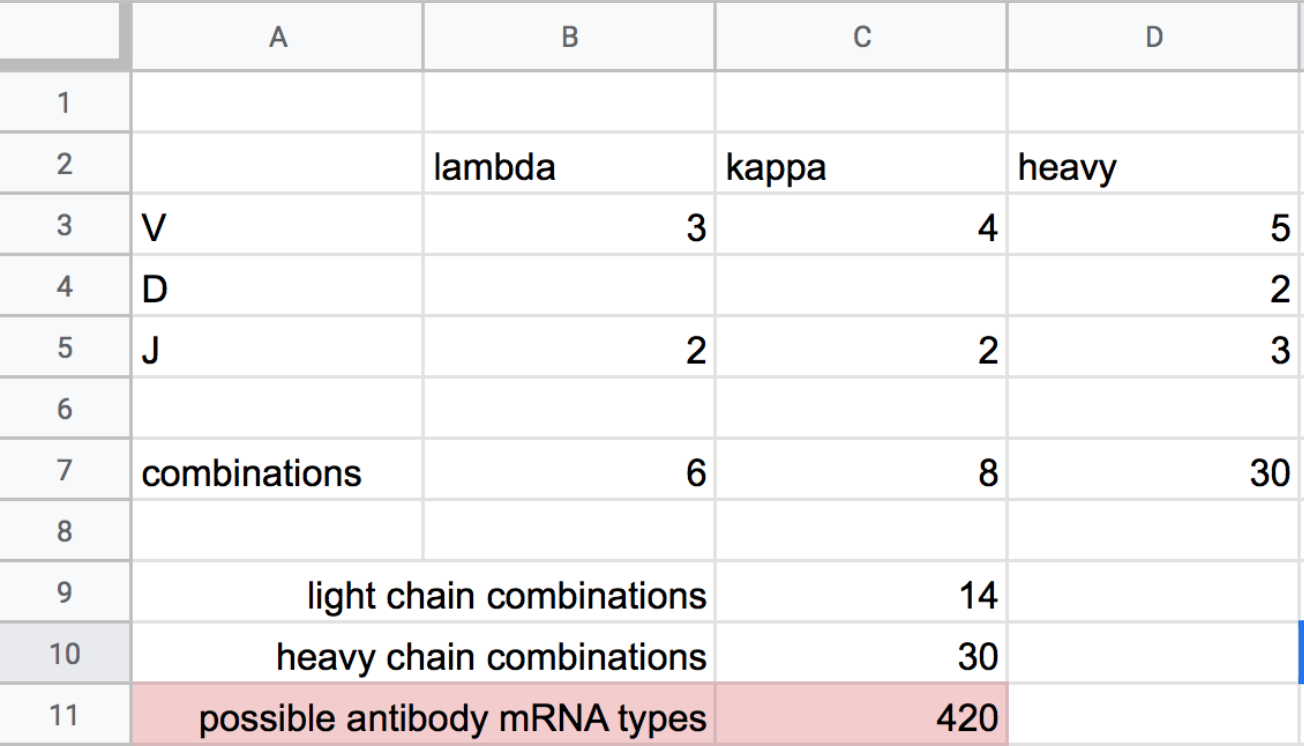 A B C D
1
2 lambda kappa heavy
3 V 3 4 5
4 D 2
5 J 2 2 3
6
7 combinations 6 8 30
8
9 light chain combinations 14
10 heavy chain combinations 30
11 possible antibody mRNA types 420